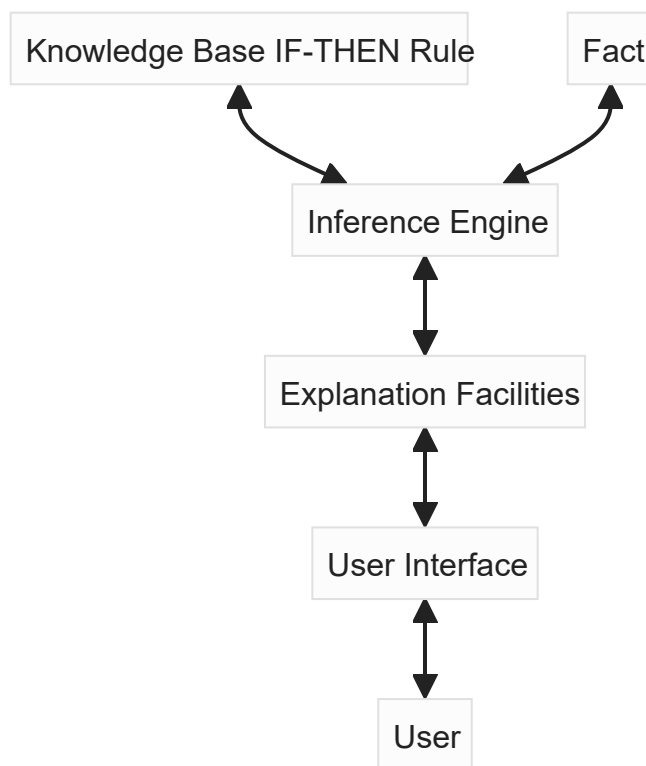 Knowledge Base IF-THEN Rule
Fact
Inference Engine
Explanation Facilities
User Interface
User